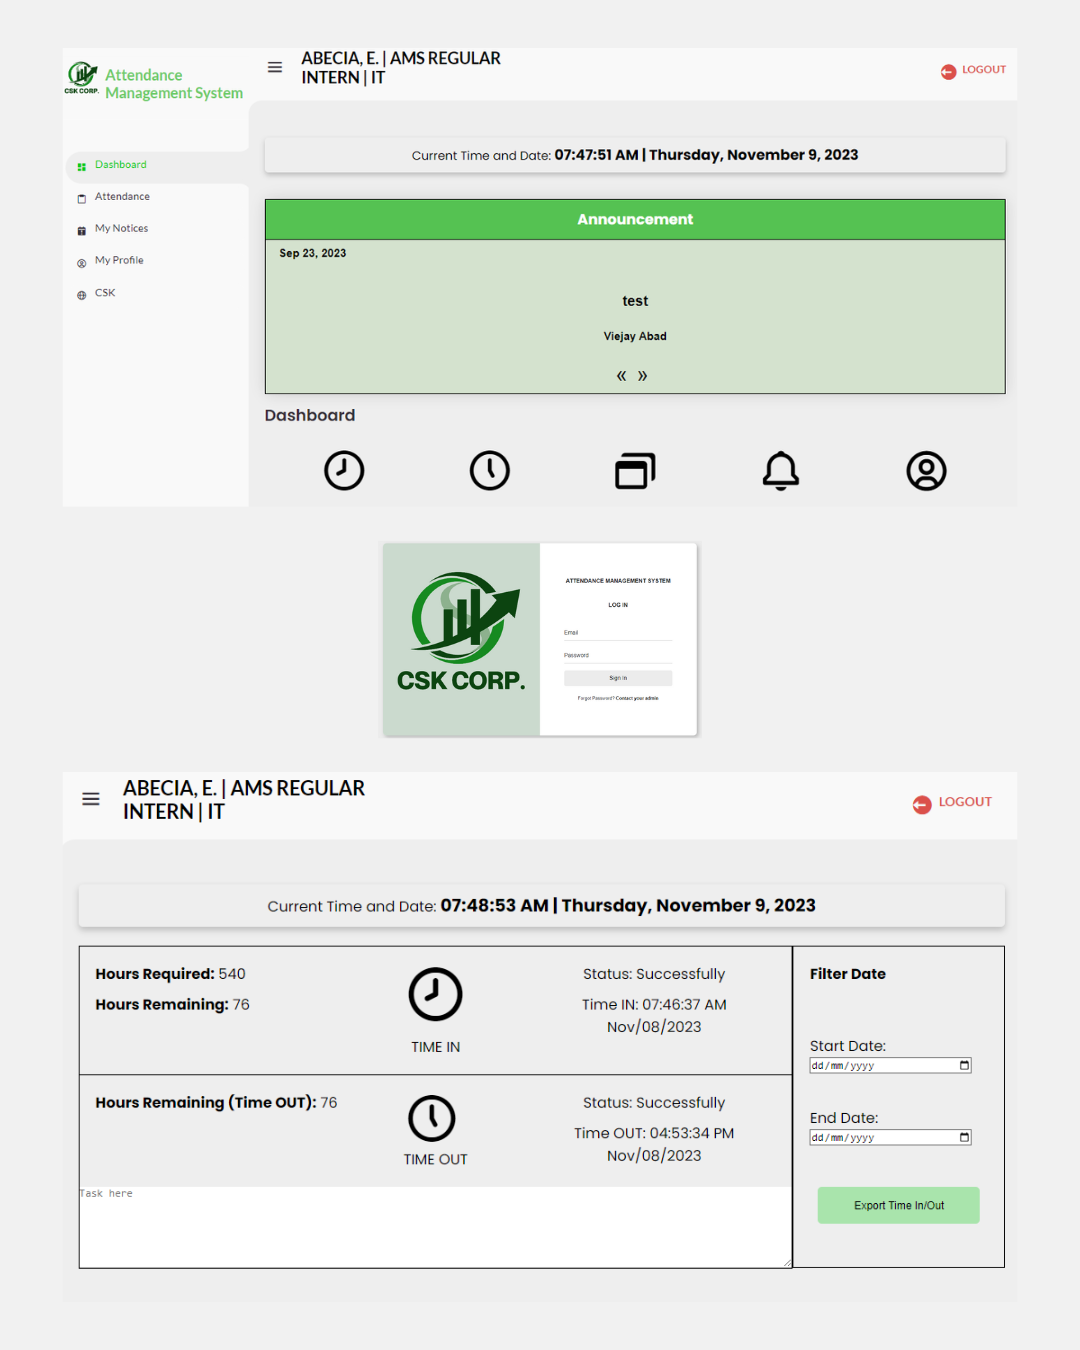 CSK CORP.
Attendance
Management System
ABECIA, E. | AMS REGULAR
INTERN | IT
LOGOUT
Dashboard
Attendance
My Notices
My Profile
CSK
Current Time and Date: 07:47:51 AM | Thursday, November 9, 2023
Announcement
Sep 23, 2023
test
Viejay Abad
« »
Dashboard
CSK CORP.
ATTENDANCE MANAGEMENT SYSTEM
LOG IN
Email
Password
Sign In
Forgot Password? Contact your admin
ABECIA, E. | AMS REGULAR
INTERN | IT
LOGOUT
Current Time and Date: 07:48:53 AM | Thursday, November 9, 2023
Hours Required: 540
Hours Remaining: 76
TIME IN
Status: Successfully
Time IN: 07:46:37 AM
Nov/08/2023
Hours Remaining (Time OUT): 76
TIME OUT
Status: Successfully
Time OUT: 04:53:34 PM
Nov/08/2023
Task here
Filter Date
Start Date:
dd/mm/yyyy
End Date:
dd/mm/yyyy
Export Time In/Out